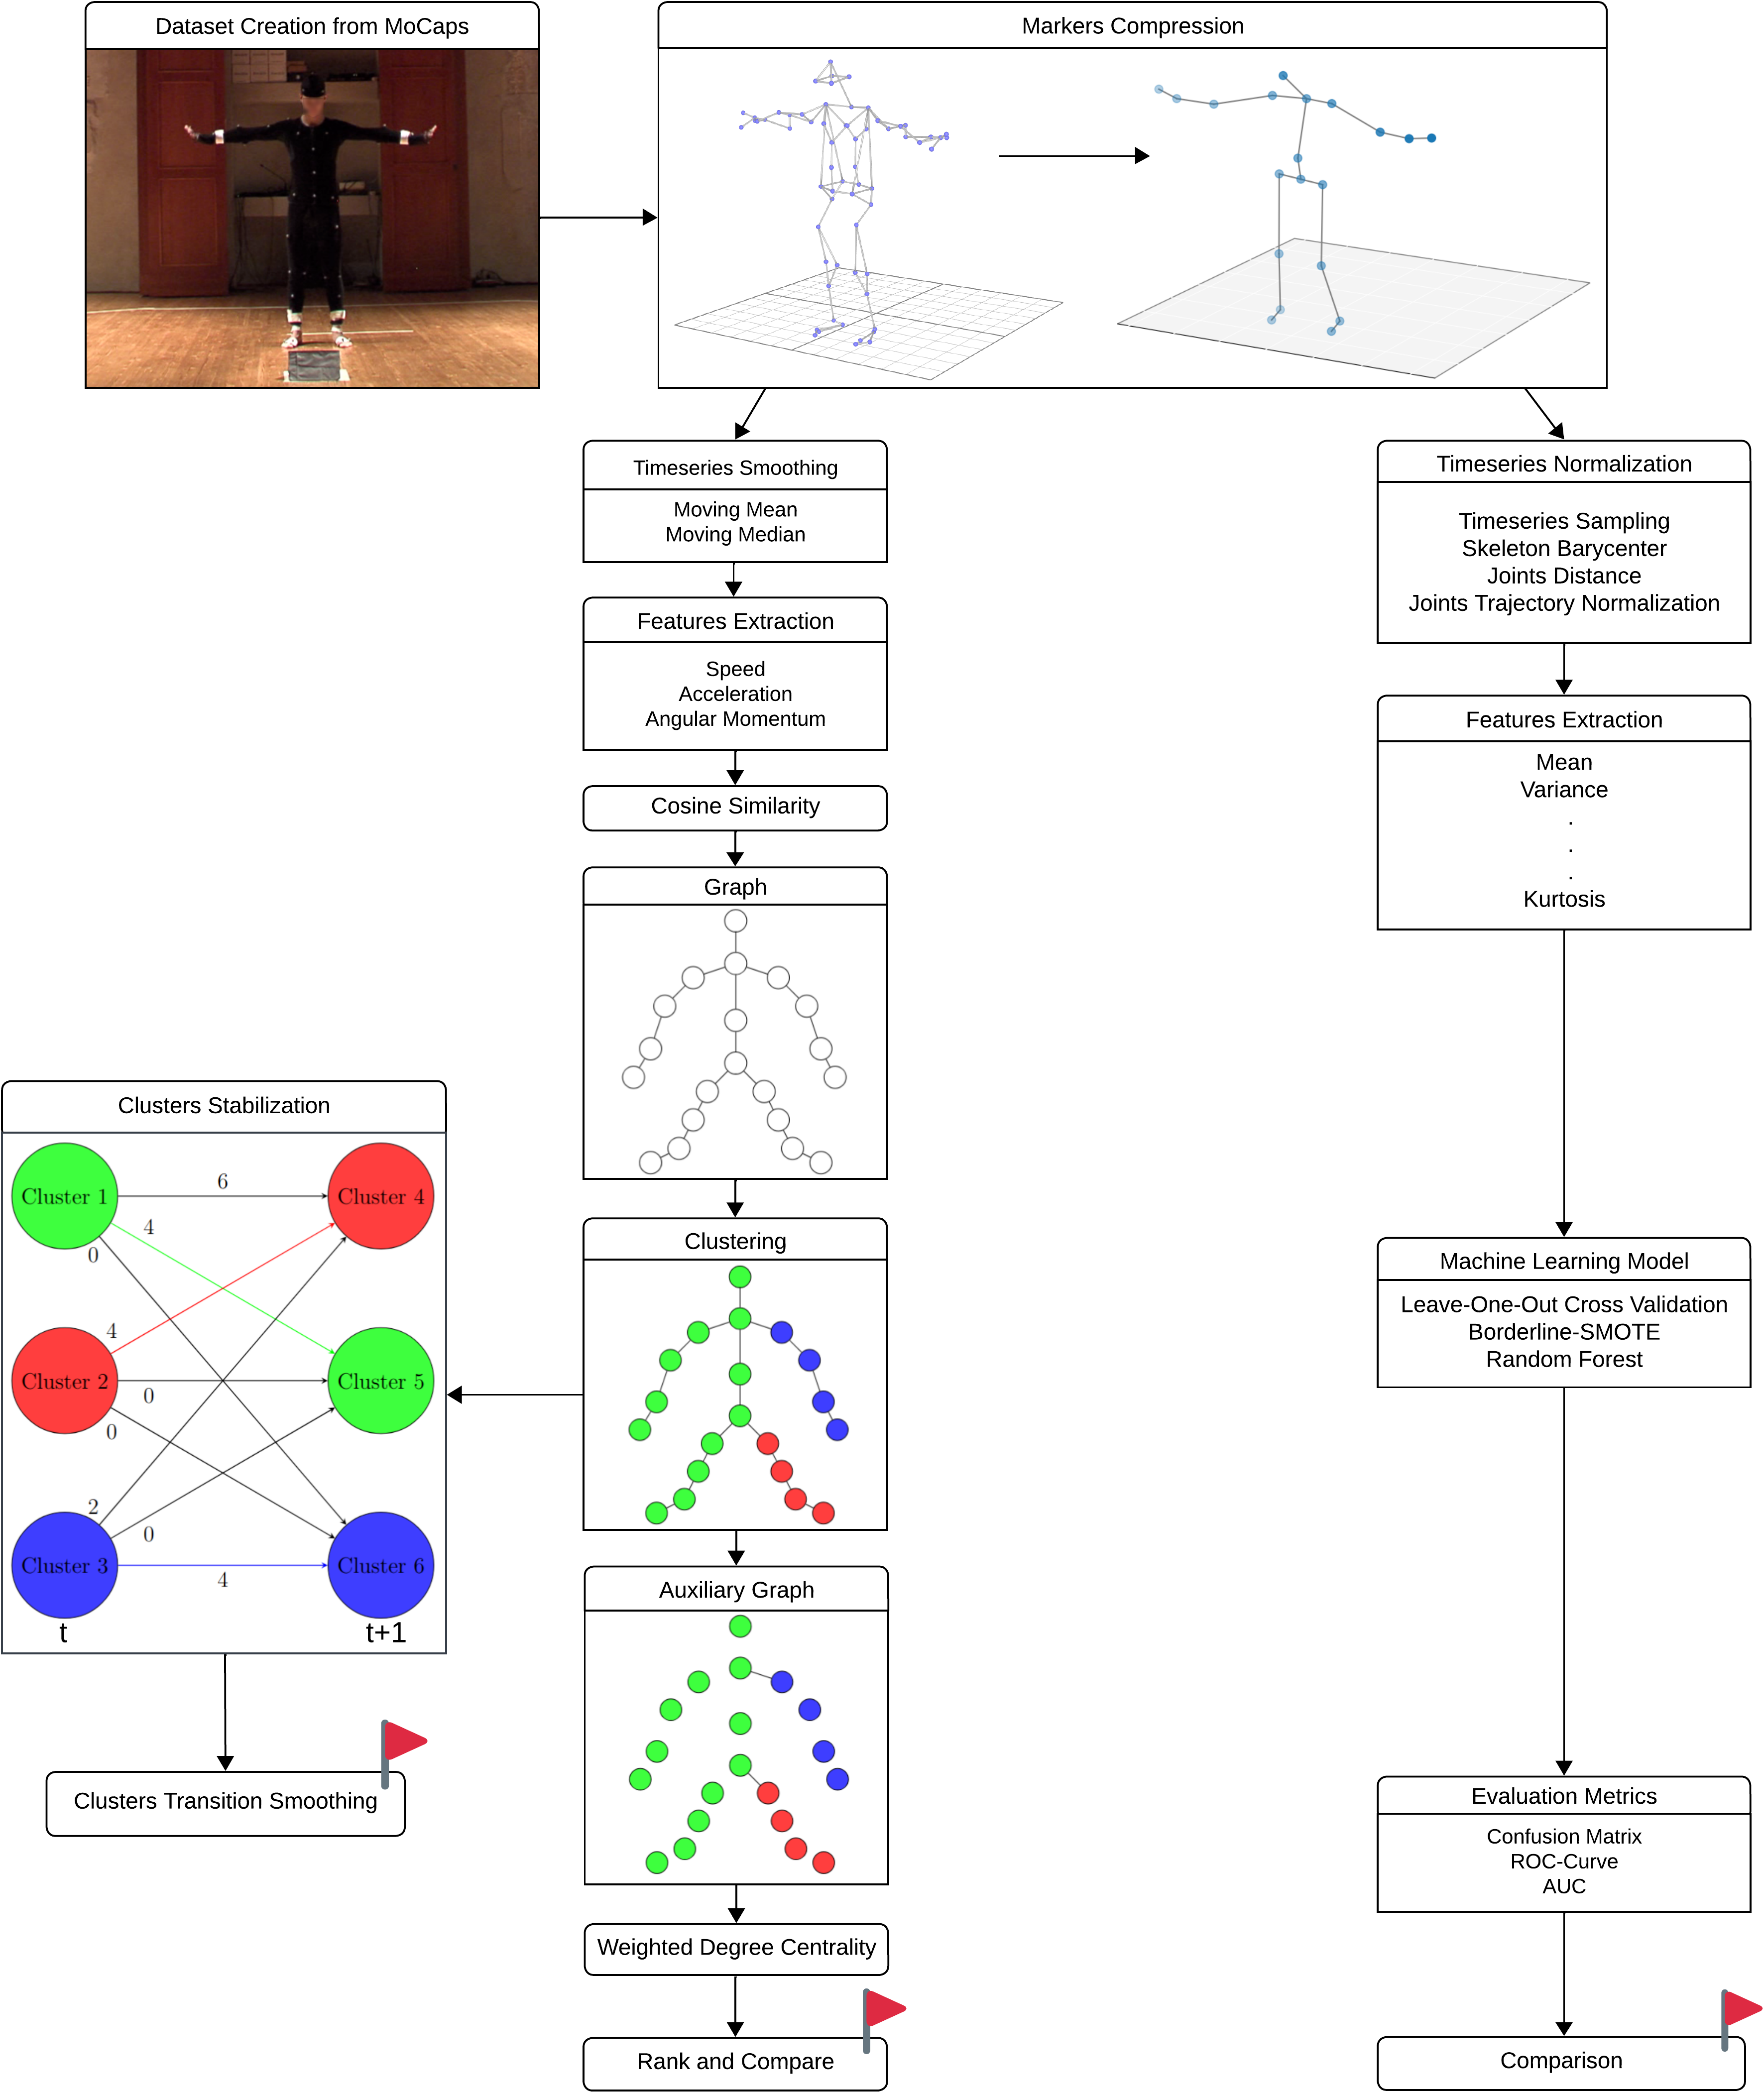 Dataset Creation from MoCaps
Markers Compression
Timeseries Smoothing
Moving Mean
Moving Median
Features Extraction
Speed
Acceleration
Angular Momentum
Cosine Similarity
Graph
Clustering
Clusters Stabilization
Cluster 1
6
Cluster 4
4
0
4
Cluster 2
0
Cluster 5
0
2
0
Cluster 3
4
Cluster 6
t
t+1
Clusters Transition Smoothing
Auxiliary Graph
Weighted Degree Centrality
Rank and Compare
Timeseries Normalization
Timeseries Sampling
Skeleton Barycenter
Joints Distance
Joints Trajectory Normalization
Features Extraction
Mean
Variance
.
.
.
Kurtosis
Machine Learning Model
Leave-One-Out Cross Validation
Borderline-SMOTE
Random Forest
Evaluation Metrics
Confusion Matrix
ROC-Curve
AUC
Comparison